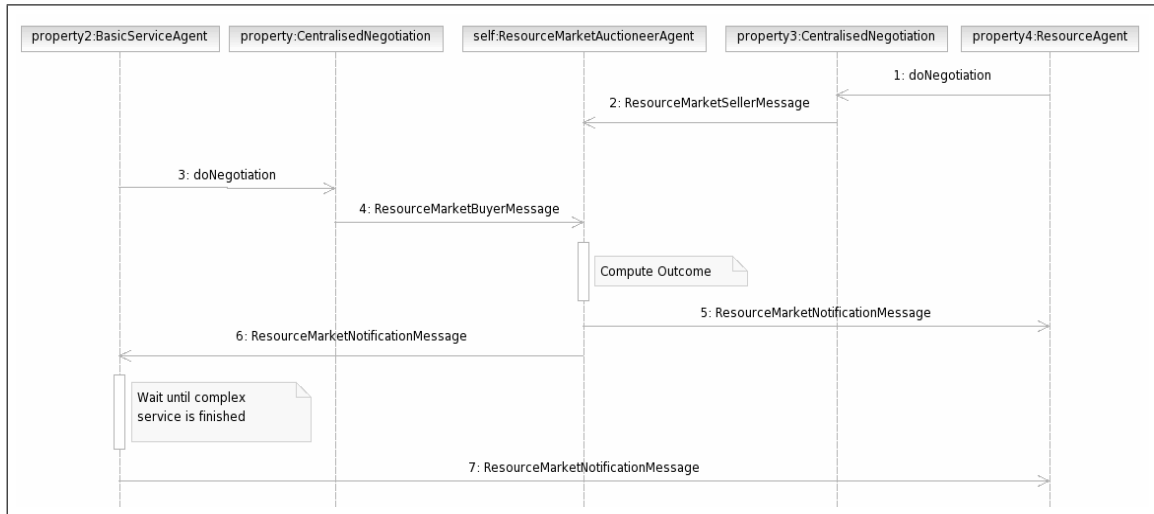 property2:BasicServiceAgent
property:CentralisedNegotiation
self:ResourceMarketAuctioneerAgent
property3:CentralisedNegotiation
property4:ResourceAgent
1: doNegotiation
2: ResourceMarketSellerMessage
3: doNegotiation
4: ResourceMarketBuyerMessage
Compute Outcome
5: ResourceMarketNotificationMessage
6: ResourceMarketNotificationMessage
Wait until complex
service is finished
7: ResourceMarketNotificationMessage